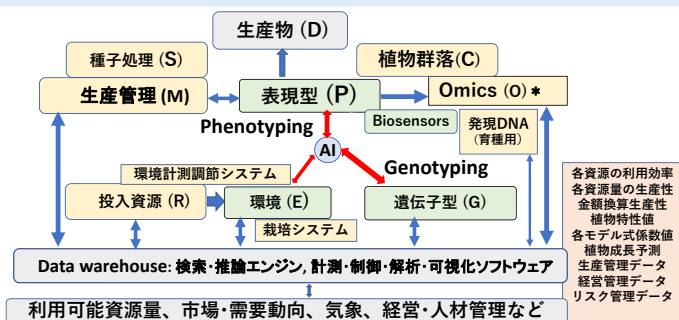 生産物 (D)
種子処理 (S)
植物群落(C)
生産管理 (M)
表現型 (P)
Omics (O) *
Phenotyping
Biosensors
発現DNA
(育種用)
AI
Genotyping
環境計測調節システム
投入資源 (R)
環境 (E)
遺伝子型 (G)
栽培システム
各資源の利用効率
各資源量の生産性
金額換算生産性
植物特性値
各モデル式係数値
植物成長予測
生産管理データ
経営管理データ
リスク管理データ
Data warehouse: 検索・推論エンジン, 計測・制御・解析・可視化ソフトウェア
利用可能資源量、市場・需要動向、気象、経営・人材管理など